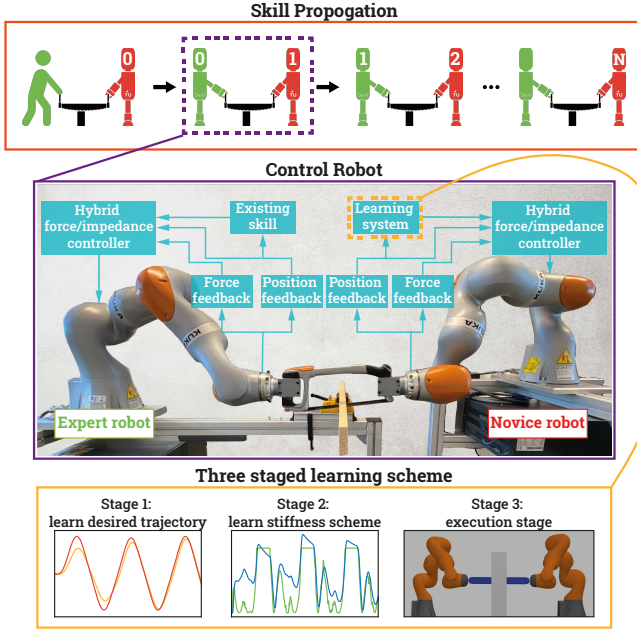 Skill Propogation
0 0 1 1 2 ... N
Control Robot
Hybrid
force/impedance
controller
Existing
skill
Learning
system
Hybrid
force/impedance
controller
Force
feedback
Position
feedback
Position
feedback
Force
feedback
KUKA
KUKA
Expert robot
Novice robot
Three staged learning scheme
Stage 1:
learn desired trajectory
Stage 2:
learn stiffness scheme
Stage 3:
execution stage